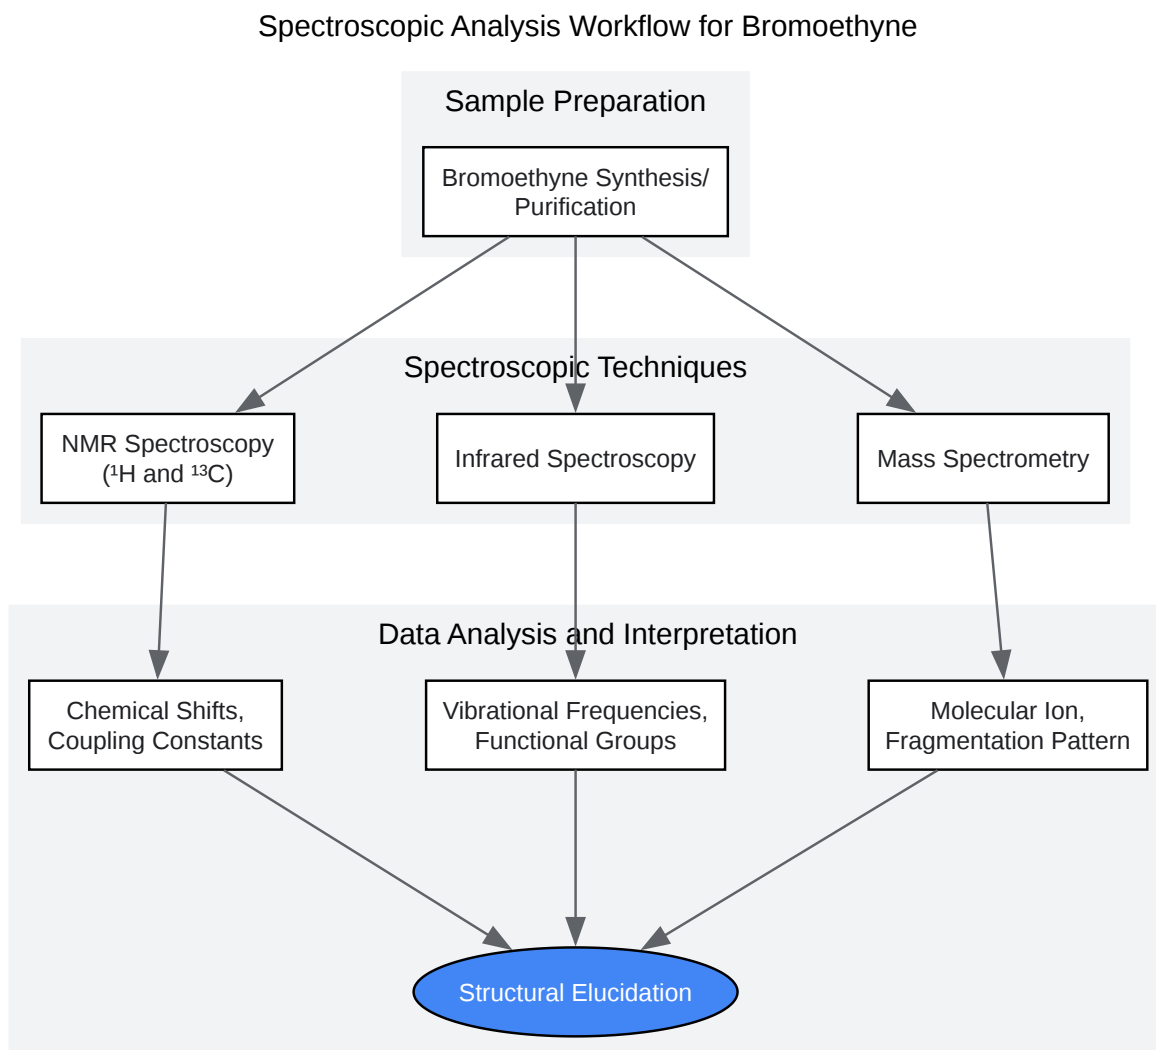 Spectroscopic Analysis Workflow for Bromoethyne
Sample Preparation
Bromoethyne Synthesis/
Purification
Spectroscopic Techniques
NMR Spectroscopy
(¹H and ¹³C)
Infrared Spectroscopy
Mass Spectrometry
Data Analysis and Interpretation
Chemical Shifts,
Coupling Constants
Vibrational Frequencies,
Functional Groups
Molecular Ion,
Fragmentation Pattern
Structural Elucidation